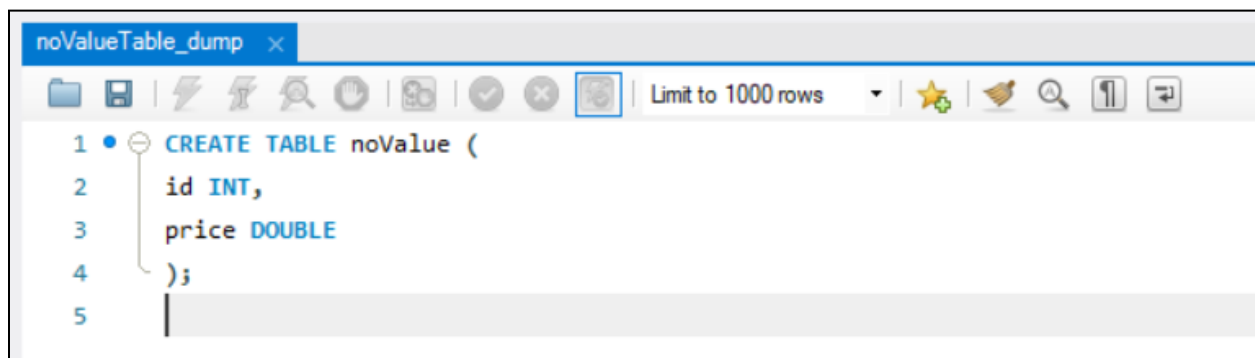 noValueTable_dump
Limit to 1000 rows
1 CREATE TABLE noValue (
2 id INT,
3 price DOUBLE
4 );
5